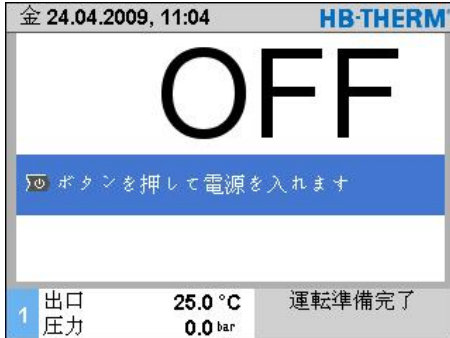 金 24.04.2009, 11:04 HB-THERM
OFF
ボタンを押して電源を入れます
1 出口 25.0 °C 運転準備完了
圧力 0.0 bar